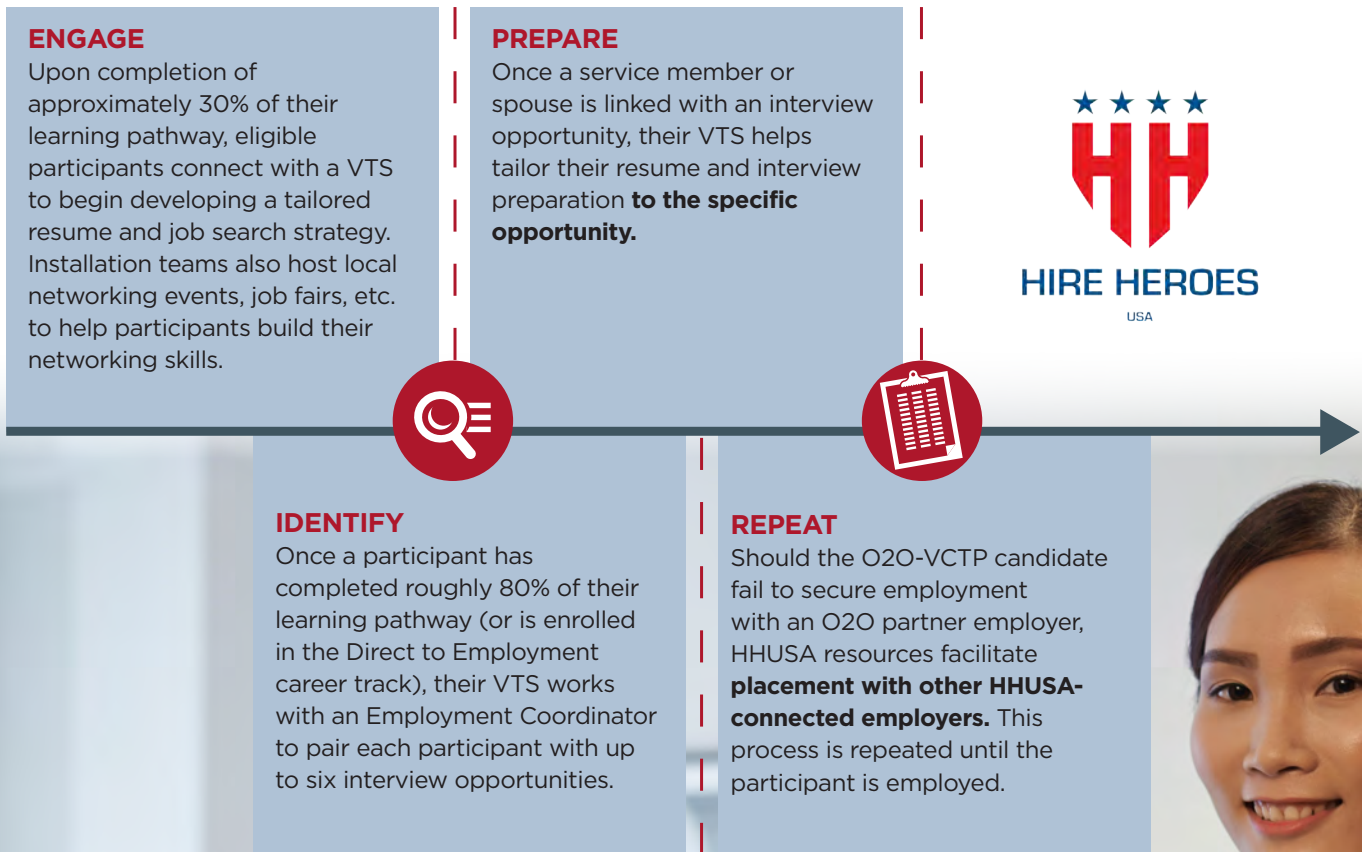 ENGAGE
Upon completion of
approximately 30% of their
learning pathway, eligible
participants connect with a VTS
to begin developing a tailored
resume and job search strategy.
Installation teams also host local
networking events, job fairs, etc.
to help participants build their
networking skills.
IDENTIFY
Once a participant has
completed roughly 80% of their
learning pathway (or is enrolled
in the Direct to Employment
career track), their VTS works
with an Employment Coordinator
to pair each participant with up
to six interview opportunities.
PREPARE
Once a service member or
spouse is linked with an interview
opportunity, their VTS helps
tailor their resume and interview
preparation to the specific
opportunity.
REPEAT
Should the O2O-VCTP candidate
fail to secure employment
with an O2O partner employer,
HHUSA resources facilitate
placement with other HHUSA-
connected employers. This
process is repeated until the
participant is employed.
HH
HIRE HEROES
USA